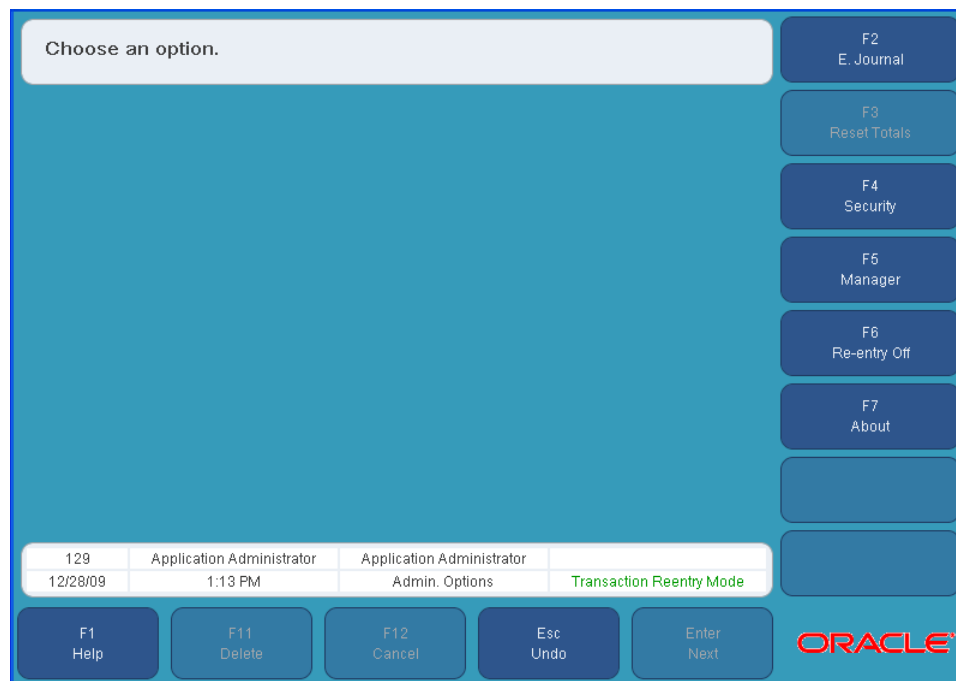 Choose an option.
F2
E. Journal
F3
Reset Totals
F4
Security
F5
Manager
F6
Re-entry Off
F7
About
129 Application Administrator Application Administrator
12/28/09 1:13 PM Admin. Options Transaction Reentry Mode
F1
Help
F11
Delete
F12
Cancel
Esc
Undo
Enter
Next
ORACLE